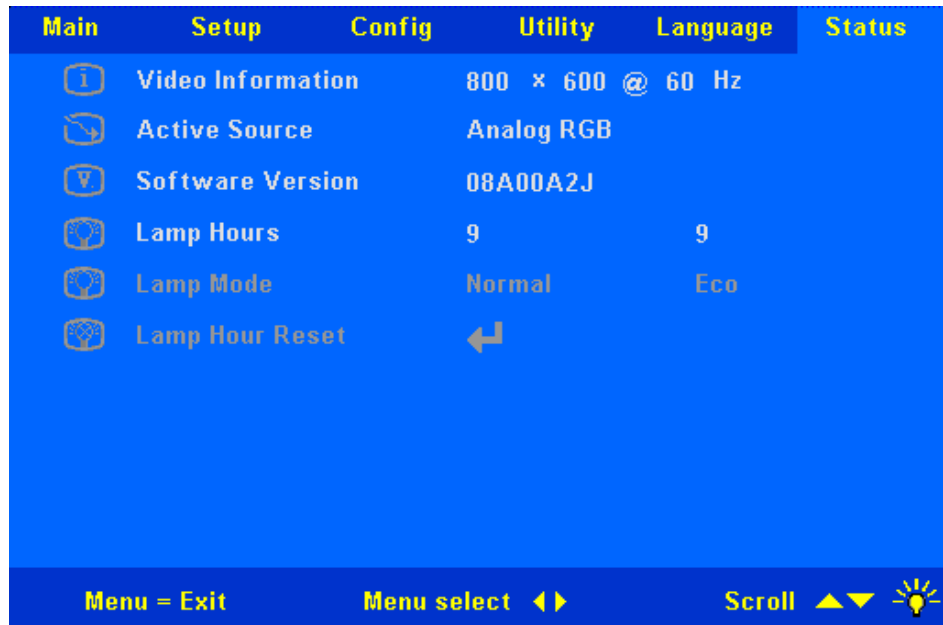 Main Setup Config Utility Language Status
Video Information 800 × 600 @ 60 Hz
Active Source Analog RGB
Software Version 08A00A2J
Lamp Hours 9 9
Lamp Mode Normal Eco
Lamp Hour Reset
Menu = Exit Menu select Scroll